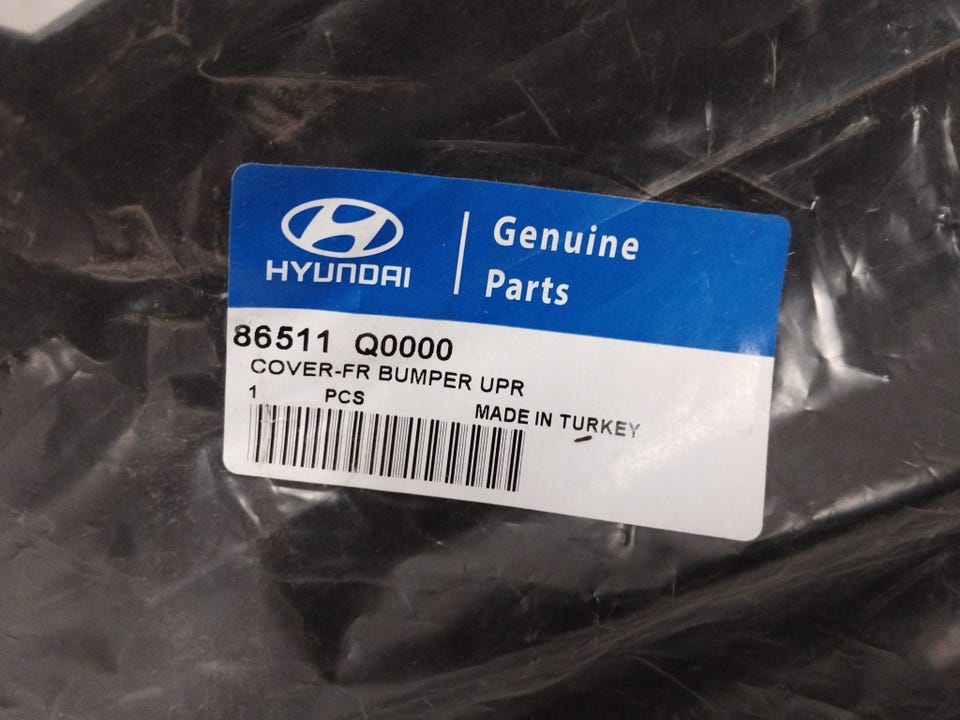 HYUNDAI
Genuine
Parts
86511 Q0000
COVER-FR BUMPER UPR
1 PCS MADE IN TURKEY